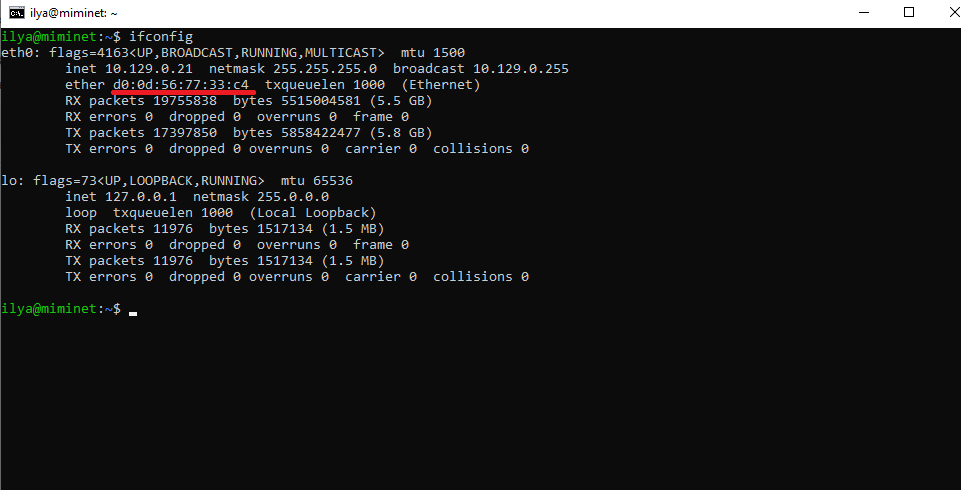 ilya@miminet: ~
ilya@miminet:~$ ifconfig
eth0: flags=4163<UP,BROADCAST,RUNNING,MULTICAST>  mtu 1500
        inet 10.129.0.21  netmask 255.255.255.0  broadcast 10.129.0.255
        ether d0:0d:56:77:33:c4  txqueuelen 1000  (Ethernet)
        RX packets 19755838  bytes 5515004581 (5.5 GB)
        RX errors 0  dropped 0 overruns 0  frame 0
        TX packets 17397850  bytes 5858422477 (5.8 GB)
        TX errors 0  dropped 0 overruns 0  carrier 0  collisions 0

lo: flags=73<UP,LOOPBACK,RUNNING>  mtu 65536
        inet 127.0.0.1  netmask 255.0.0.0
        loop  txqueuelen 1000  (Local Loopback)
        RX packets 11976  bytes 1517134 (1.5 MB)
        RX errors 0  dropped 0 overruns 0  frame 0
        TX packets 11976  bytes 1517134 (1.5 MB)
        TX errors 0  dropped 0 overruns 0  carrier 0  collisions 0

ilya@miminet:~$